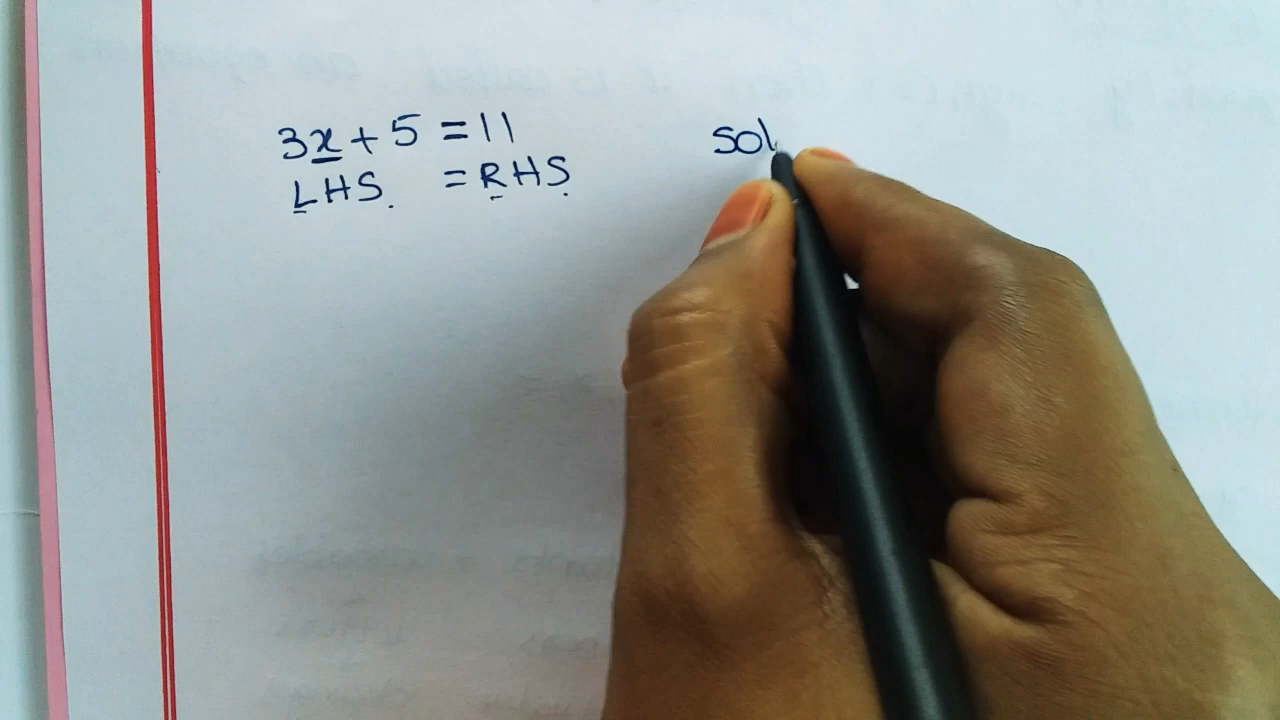 3x + 5 = 11
LHS. = RHS.
sol